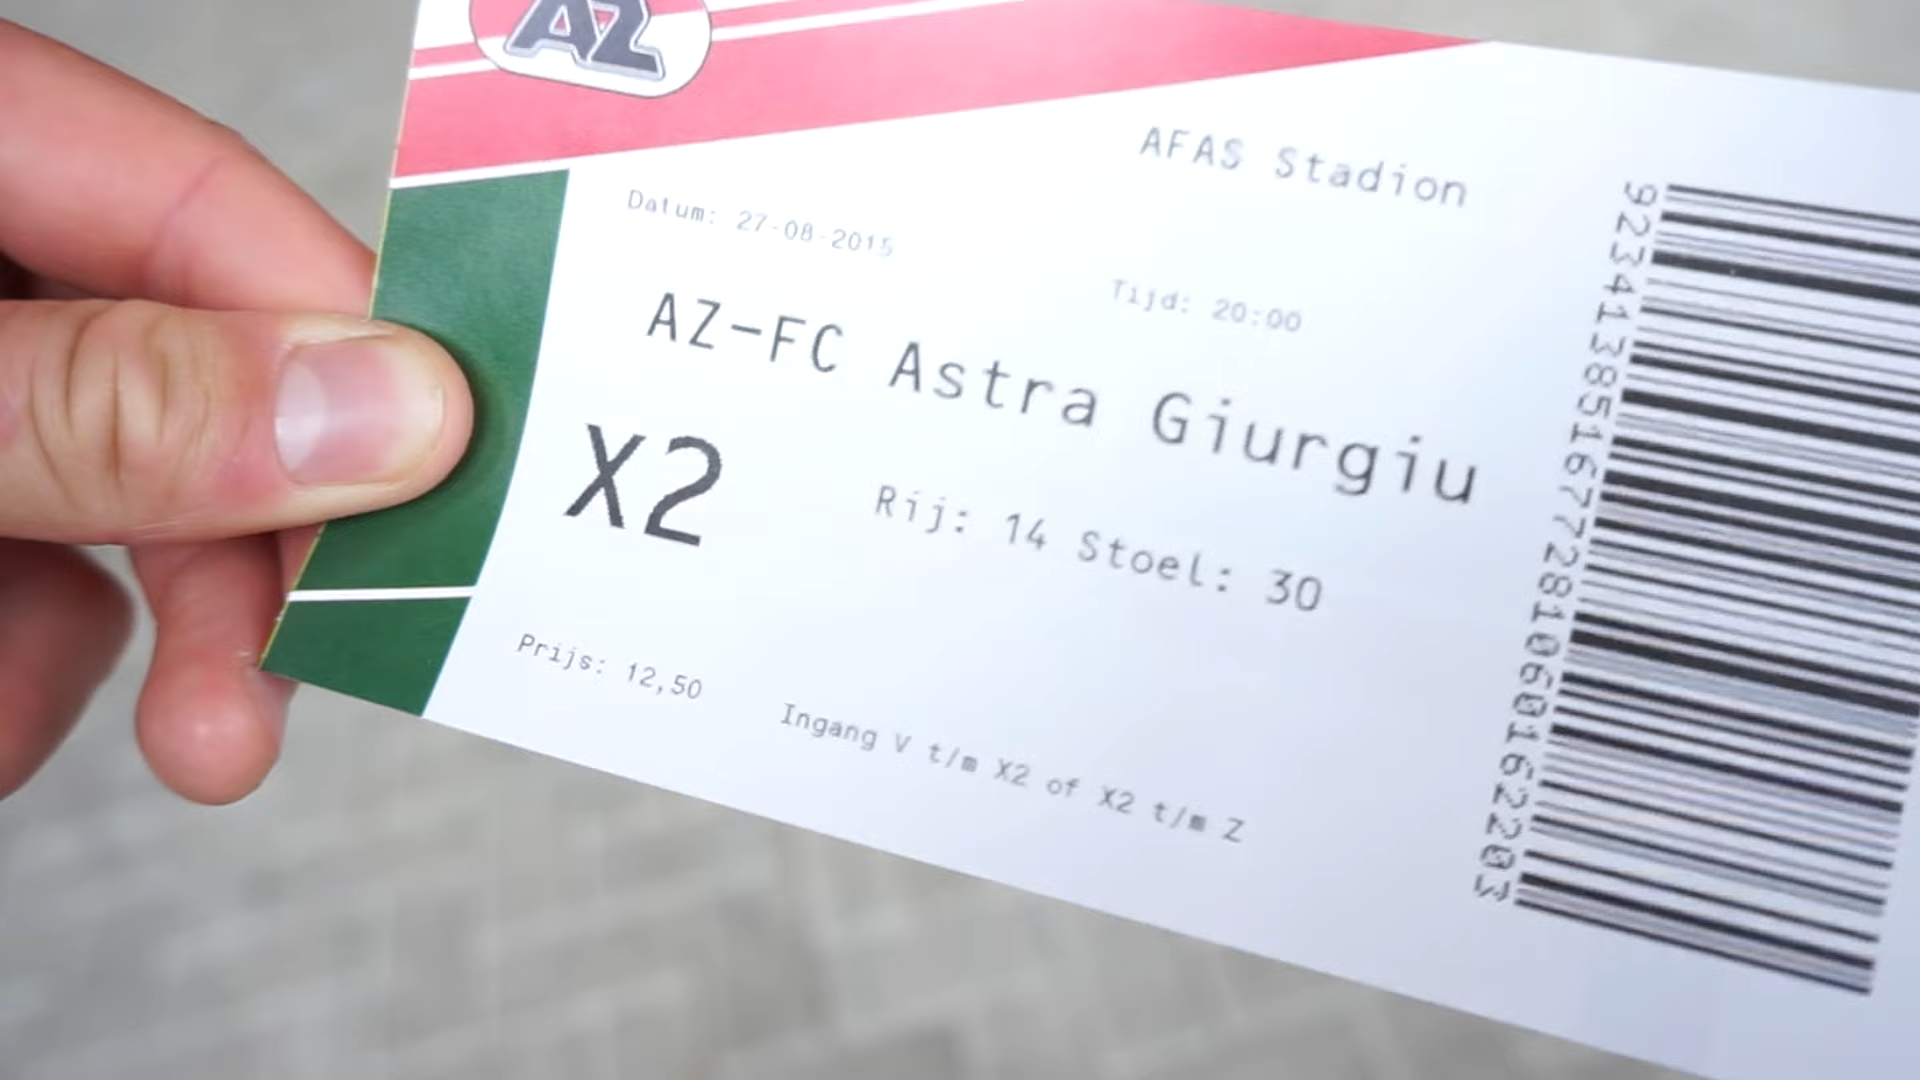 AZ
AFAS Stadion
Datum: 27-08-2015
Tijd: 20:00
AZ-FC Astra Giurgiu
X2
Rij: 14 Stoel: 30
Prijs: 12,50
Ingang V t/m X2 of X2 t/m Z